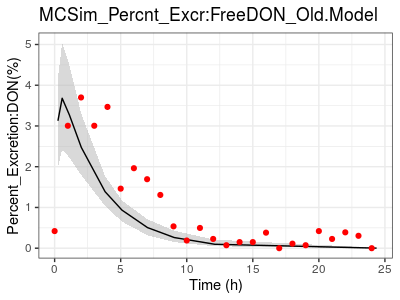 MCSim_Percnt_Excr:FreeDON_Old.Model
Percent_Excretion:DON(%)
5
4
3
2
1
0
0 5 10 15 20 25
Time (h)